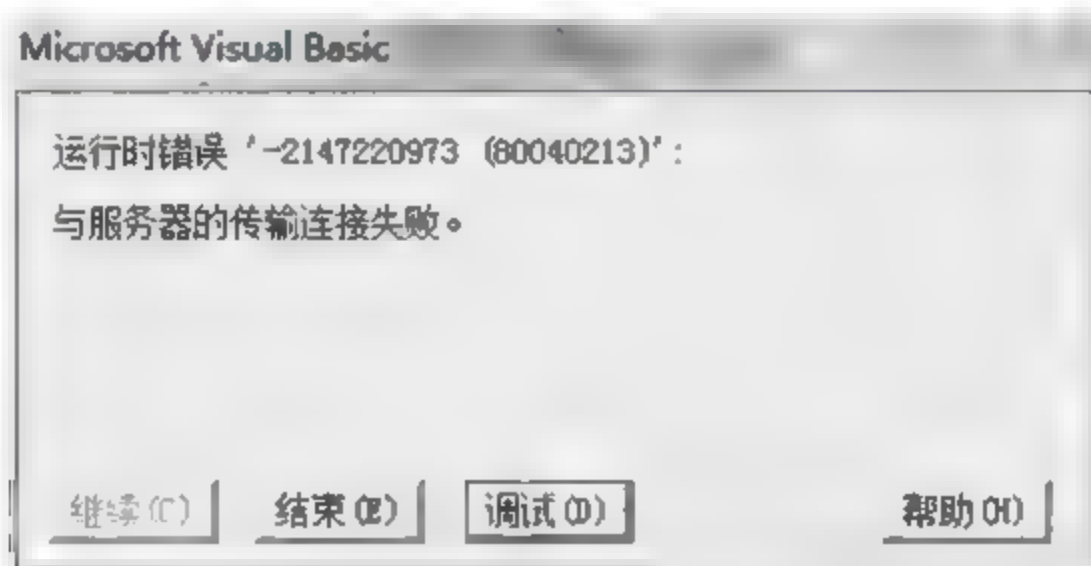 Microsoft Visual Basic
运行时错误 '-2147220973 (80040213)':
与服务器的传输连接失败。
继续(C)
结束(E)
调试(D)
帮助(H)